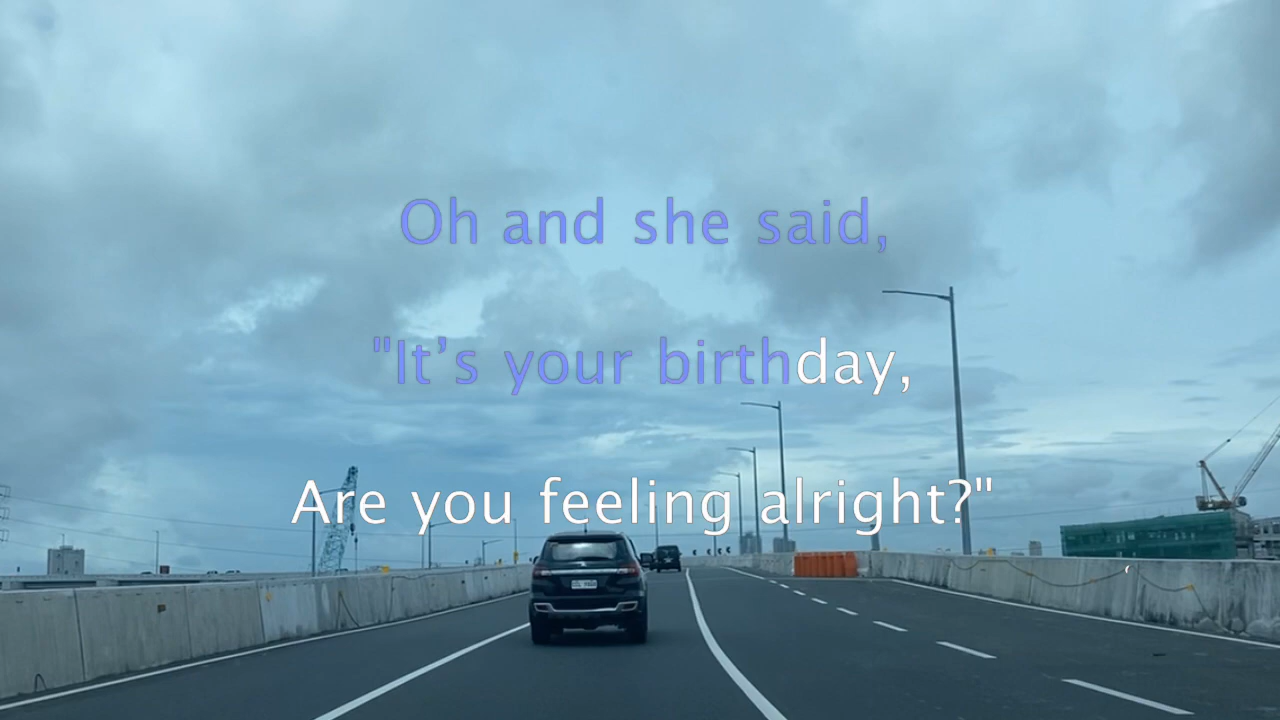 Oh and she said,
"It’s your birthday,
Are you feeling alright?"